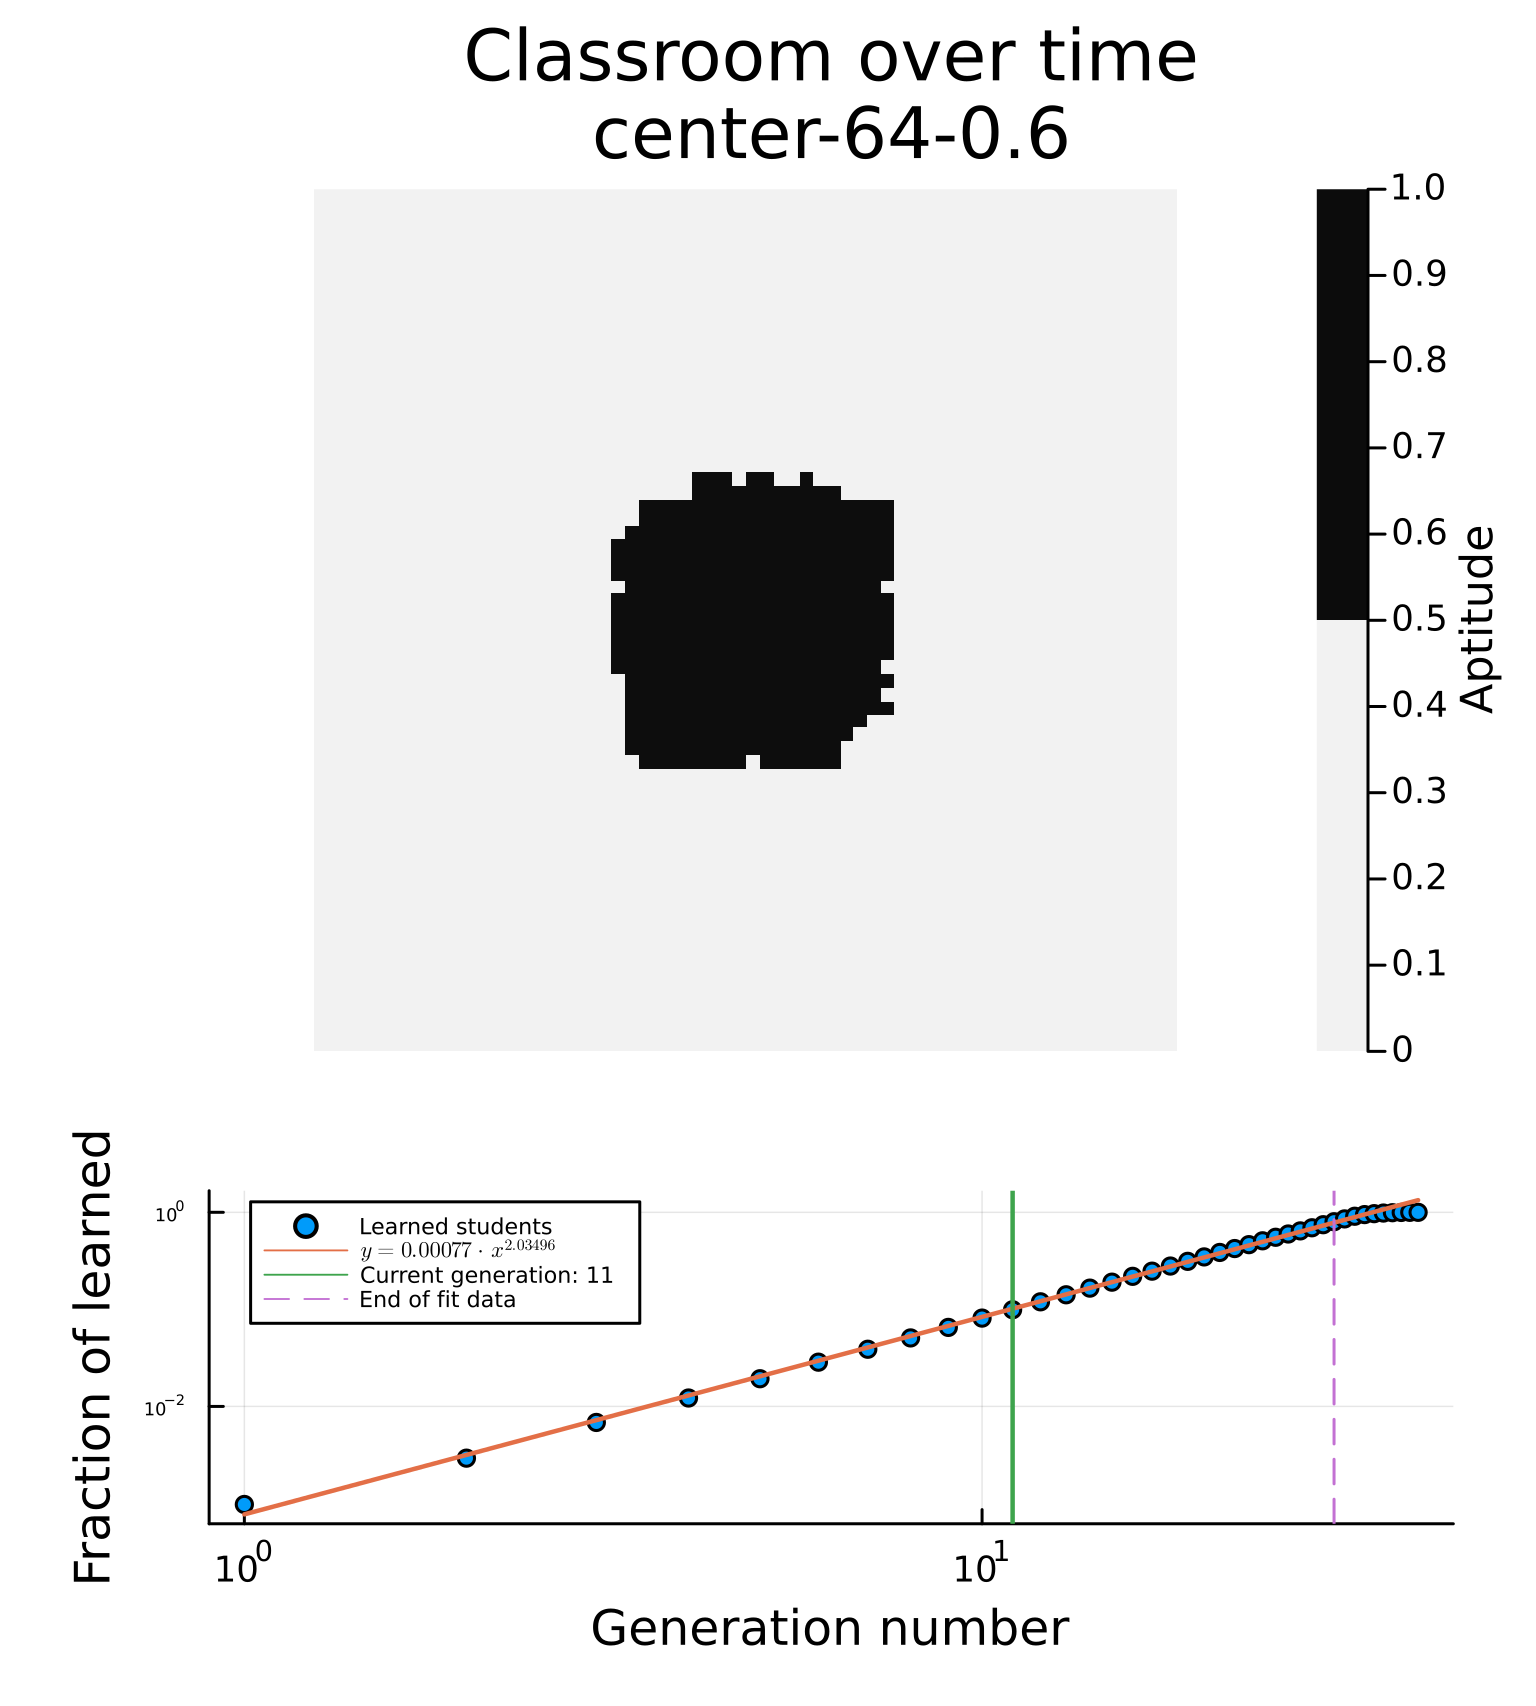 Classroom over time
center-64-0.6
1.0
0.9
0.8
0.7
0.6
0.5
0.4
0.3
0.2
0.1
0
Aptitude
Fraction of learned
10⁰
10⁻²
Learned students
y = 0.00077 · x^2.03496
Current generation: 11
End of fit data
10⁰
10¹
Generation number